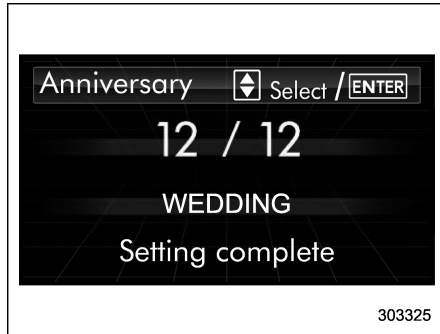 Anniversary Select / ENTER
12 / 12
WEDDING
Setting complete
303325